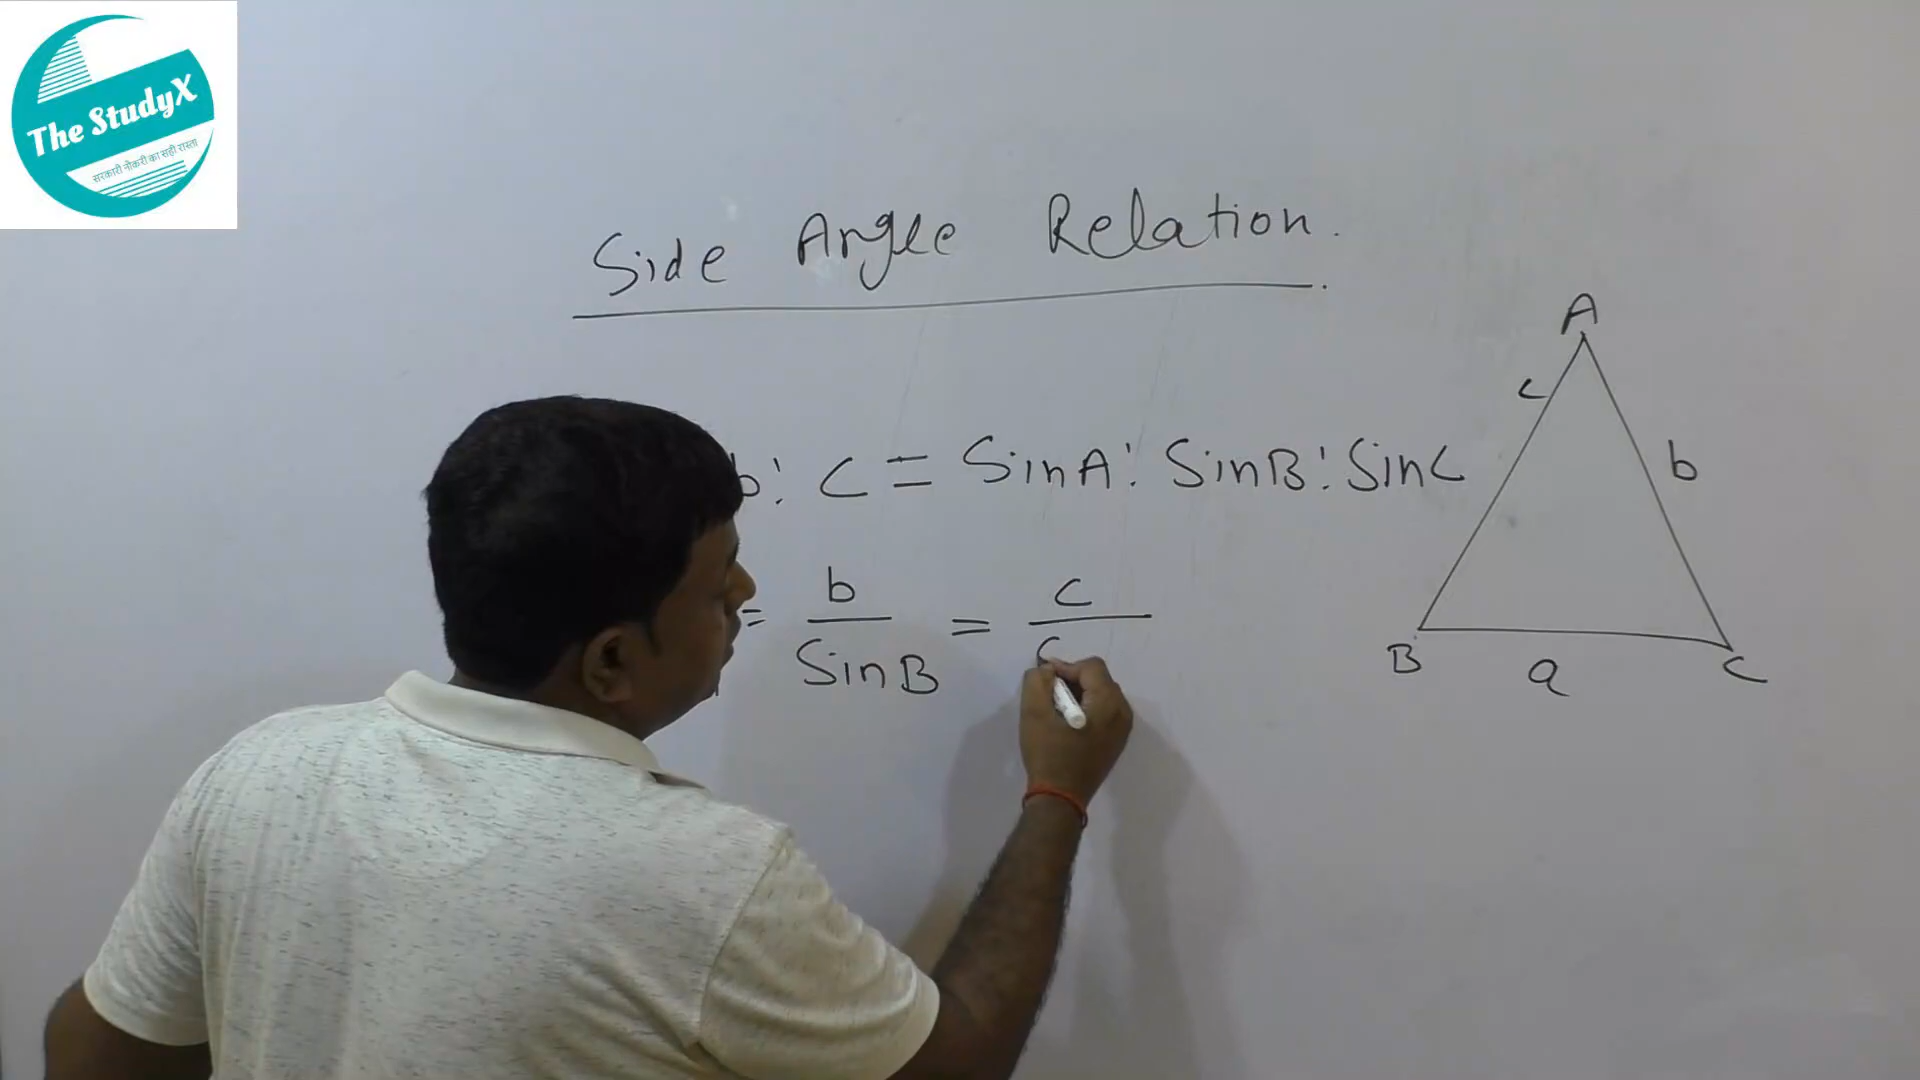 The StudyX
सरकारी नौकरी का सही रास्ता
Side Angle Relation.
b : c = SinA : SinB : SinC
= b / SinB = c /
A
c
b
B
a
C